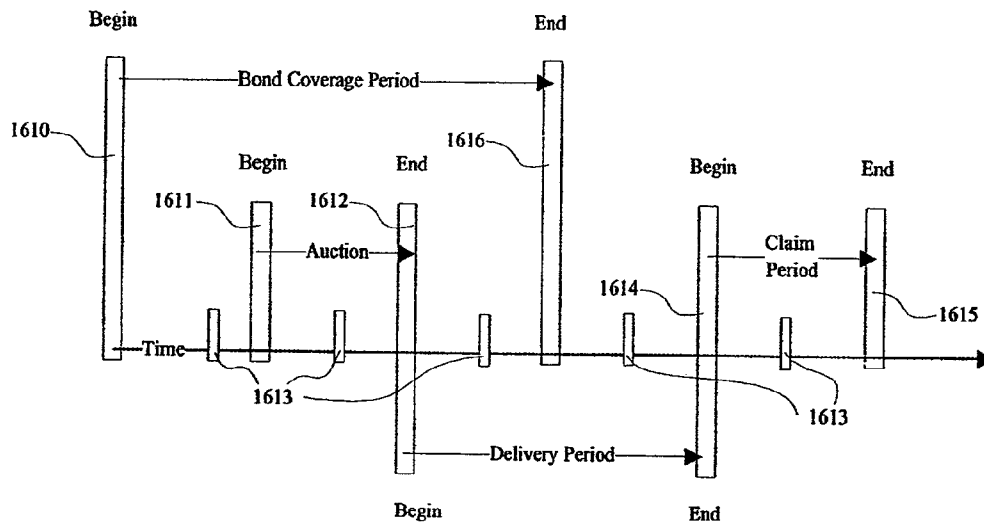 Begin
End
Bond Coverage Period
1610
1616
Begin
End
Begin
End
1611
1612
Auction
Claim
Period
1614
1615
Time
1613
1613
Delivery Period
Begin
End